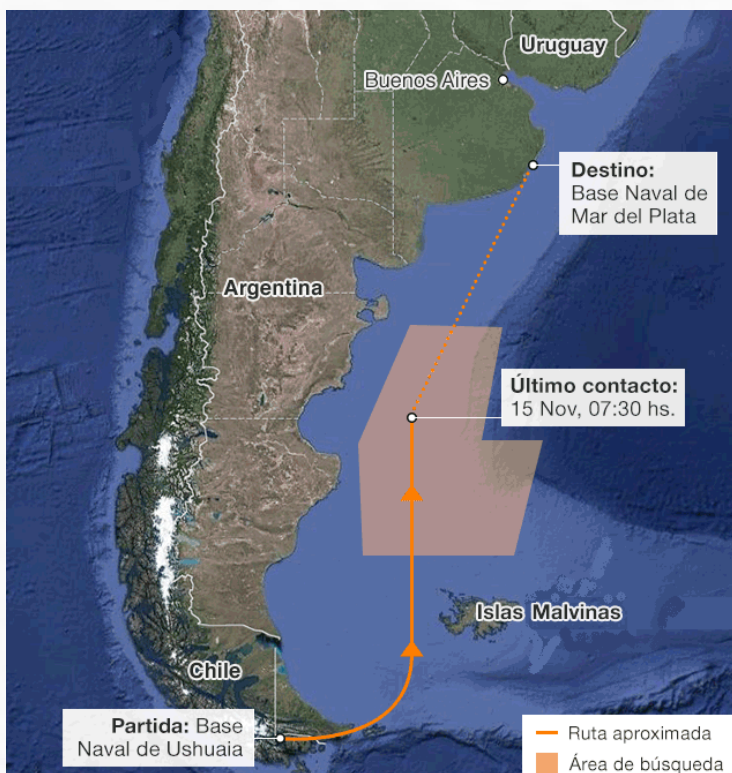 Uruguay
Buenos Aires
Destino:
Base Naval de
Mar del Plata
Argentina
Último contacto:
15 Nov, 07:30 hs.
Islas Malvinas
Chile
Partida: Base
Naval de Ushuaia
Ruta aproximada
Área de búsqueda